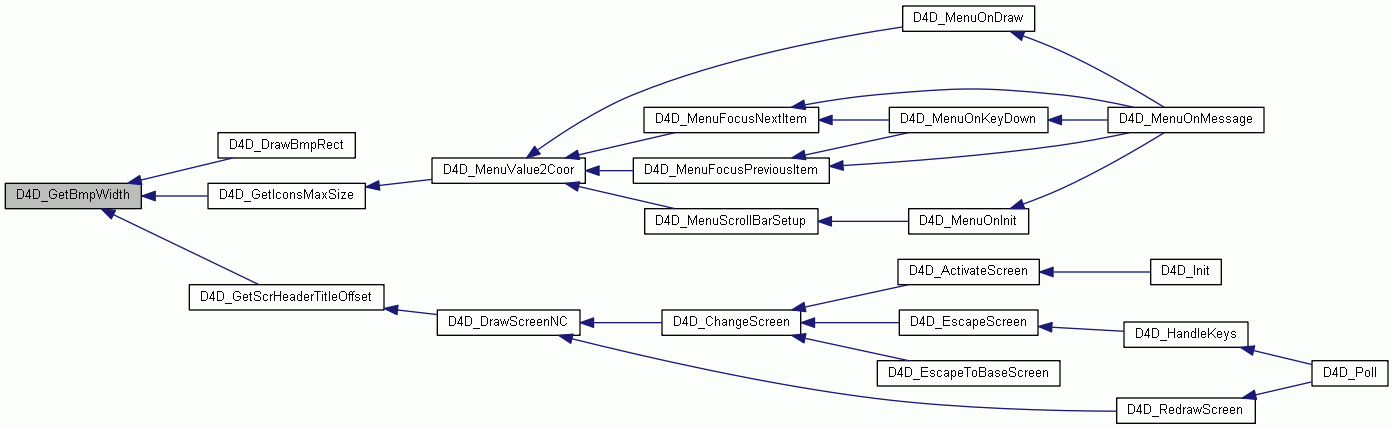 D4D_MenuOnDraw
D4D_MenuFocusNextItem
D4D_MenuOnKeyDown
D4D_MenuOnMessage
D4D_DrawBmpRect
D4D_MenuValue2Coor
D4D_MenuFocusPreviousItem
D4D_GetBmpWidth
D4D_GetIconsMaxSize
D4D_MenuScrollBarSetup
D4D_MenuOnInit
D4D_ActivateScreen
D4D_Init
D4D_GetScrHeaderTitleOffset
D4D_DrawScreenNC
D4D_ChangeScreen
D4D_EscapeScreen
D4D_HandleKeys
D4D_EscapeToBaseScreen
D4D_Poll
D4D_RedrawScreen